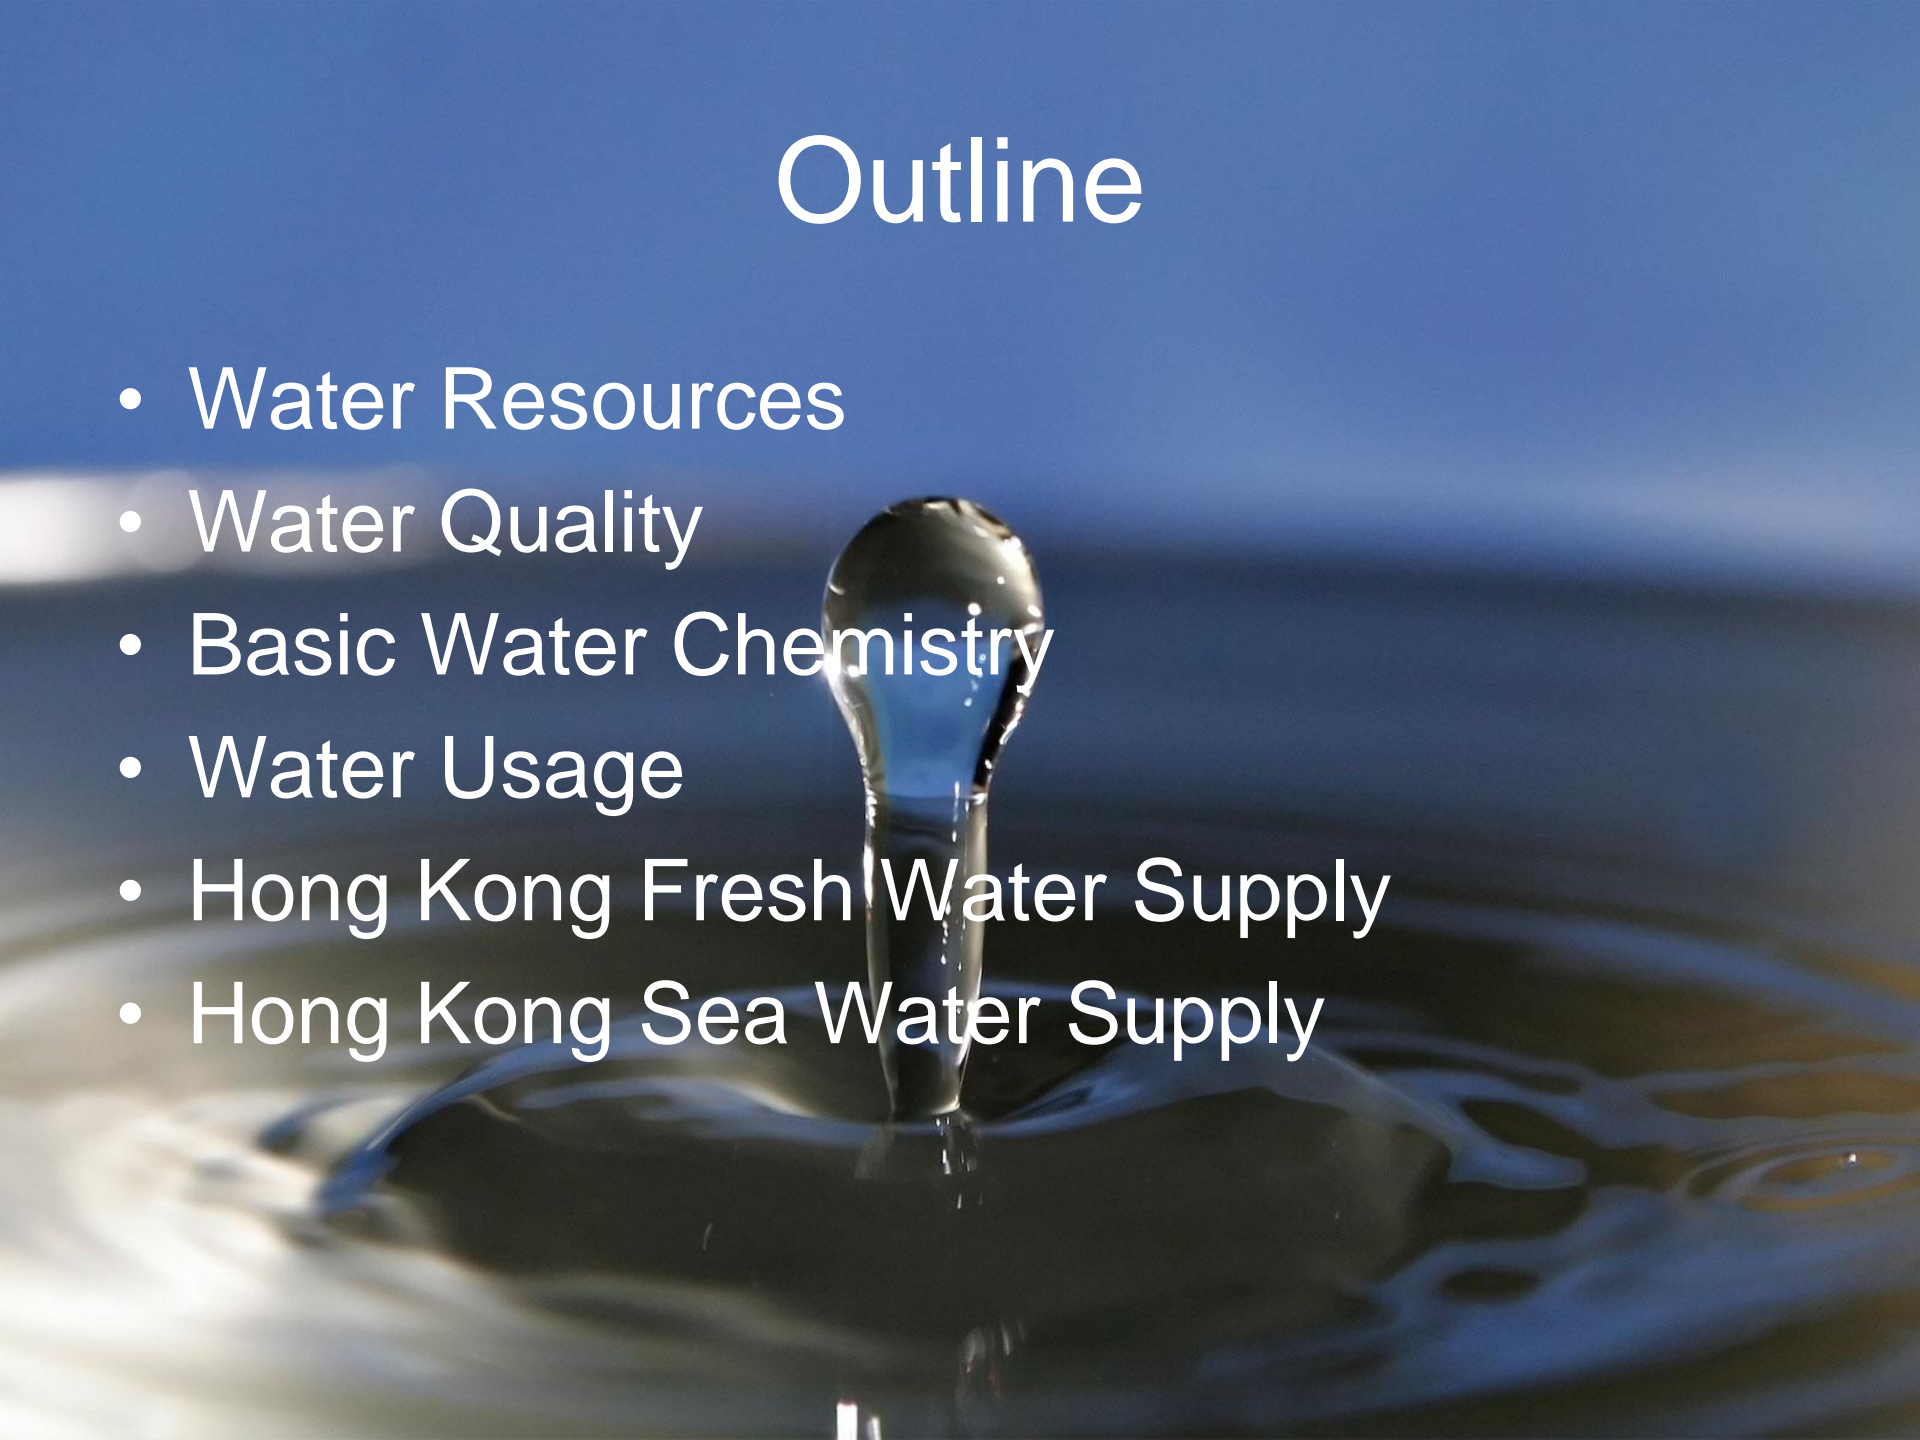 Outline
• Water Resources
• Water Quality
• Basic Water Chemistry
• Water Usage
• Hong Kong Fresh Water Supply
• Hong Kong Sea Water Supply